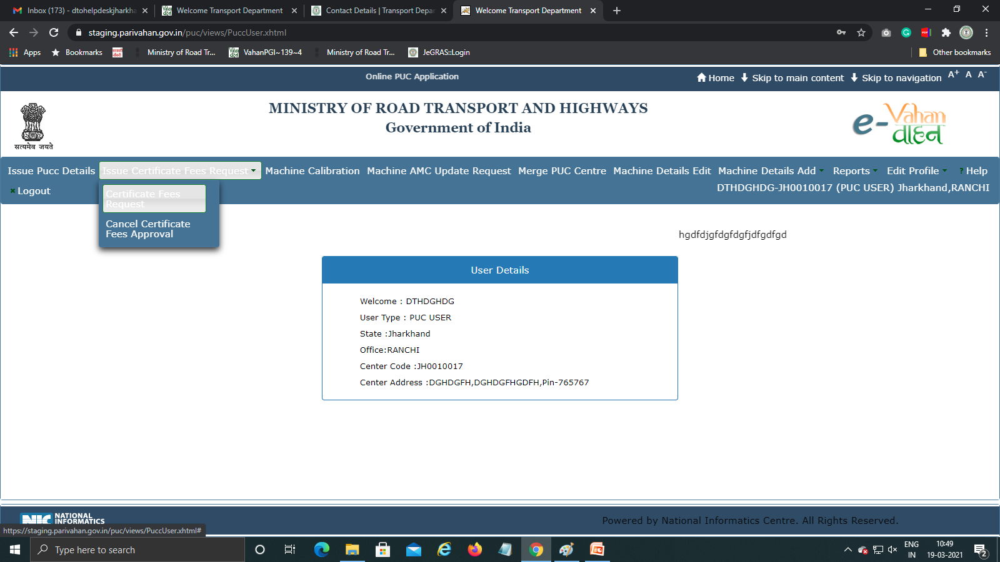 Inbox (173) - dtohelpdeskjharkha
Welcome Transport Department
Contact Details | Transport Depar
Welcome Transport Department
staging.parivahan.gov.in/puc/views/PuccUser.xhtml
Apps
Bookmarks
Ministry of Road Tr...
VahanPGI~139~4
Ministry of Road Tr...
JeGRAS::Login
Other bookmarks
Online PUC Application
Home
Skip to main content
Skip to navigation
A+ A A-
MINISTRY OF ROAD TRANSPORT AND HIGHWAYS
Government of India
सत्यमेव जयते
e-Vahan
वाहन
Issue Pucc Details
Issue Certificate Fees Request
Machine Calibration
Machine AMC Update Request
Merge PUC Centre
Machine Details Edit
Machine Details Add
Reports
Edit Profile
? Help
Logout
DTHDGHDG-JH0010017 (PUC USER) Jharkhand,RANCHI
Certificate Fees
Request
Cancel Certificate
Fees Approval
hgdfdjgfdgfdgfjdfgdfgd
User Details
Welcome : DTHDGHDG
User Type : PUC USER
State :Jharkhand
Office:RANCHI
Center Code :JH0010017
Center Address :DGHDGFH,DGHDGFHGDFH,Pin-765767
NIC NATIONAL
INFORMATICS
Powered by National Informatics Centre. All Rights Reserved.
https://staging.parivahan.gov.in/puc/views/PuccUser.xhtml#
Type here to search
ENG
IN
10:49
19-03-2021
2